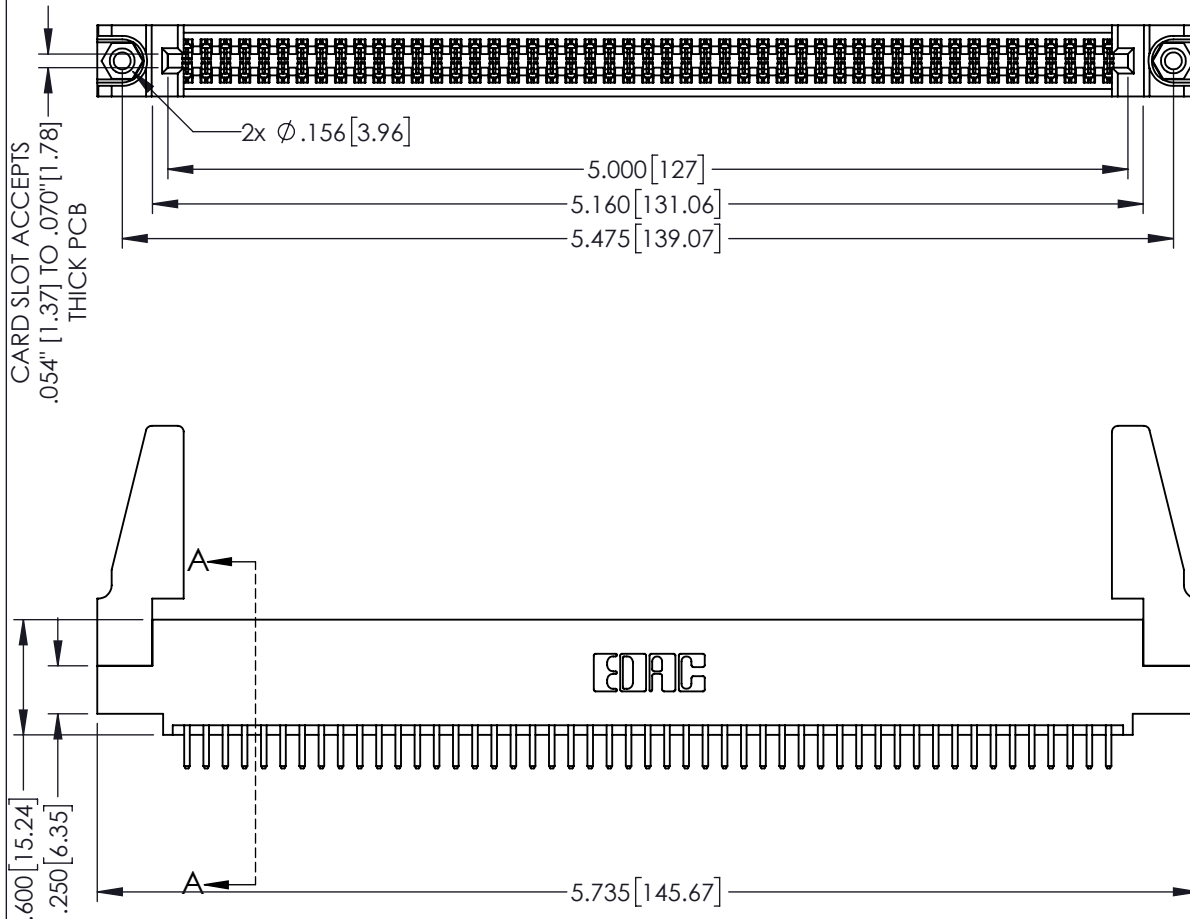 2x Ø.156[3.96]
5.000[127]
5.160[131.06]
5.475[139.07]
CARD SLOT ACCEPTS
.054" [1.37] TO .070"[1.78]
THICK PCB
A
EDAC
.600[15.24]
.250[6.35]
A
5.735[145.67]